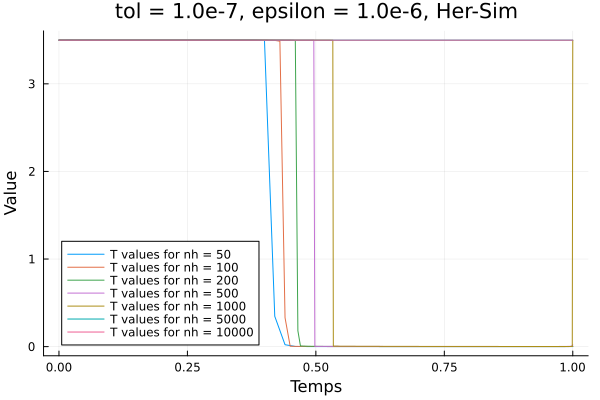 tol = 1.0e-7, epsilon = 1.0e-6, Her-Sim
Value
3
2
1
0
T values for nh = 50
T values for nh = 100
T values for nh = 200
T values for nh = 500
T values for nh = 1000
T values for nh = 5000
T values for nh = 10000
0.00
0.25
0.50
0.75
1.00
Temps